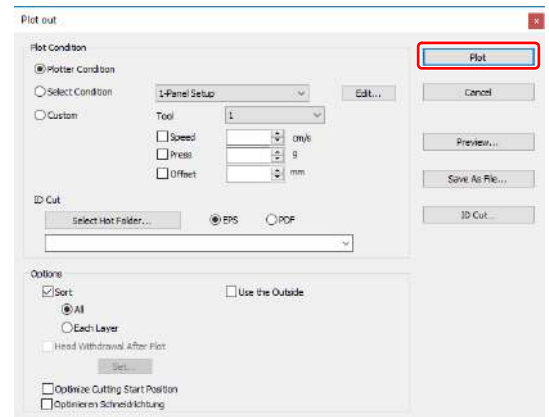 Plot out
Plot Condition
Plotter Condition
Select Condition
1-Panel Setup
Edit...
Custom
Tool
1
Speed
cm/s
Press
g
Offset
mm
ID Cut
Select Hot Folder...
EPS
PDF
Options
Sort
Use the Outside
All
Each Layer
Head Withdrawal After Plot
Set...
Optimize Cutting Start Position
Optimieren Schneidrichtung
Plot
Cancel
Preview...
Save As File...
ID Cut...